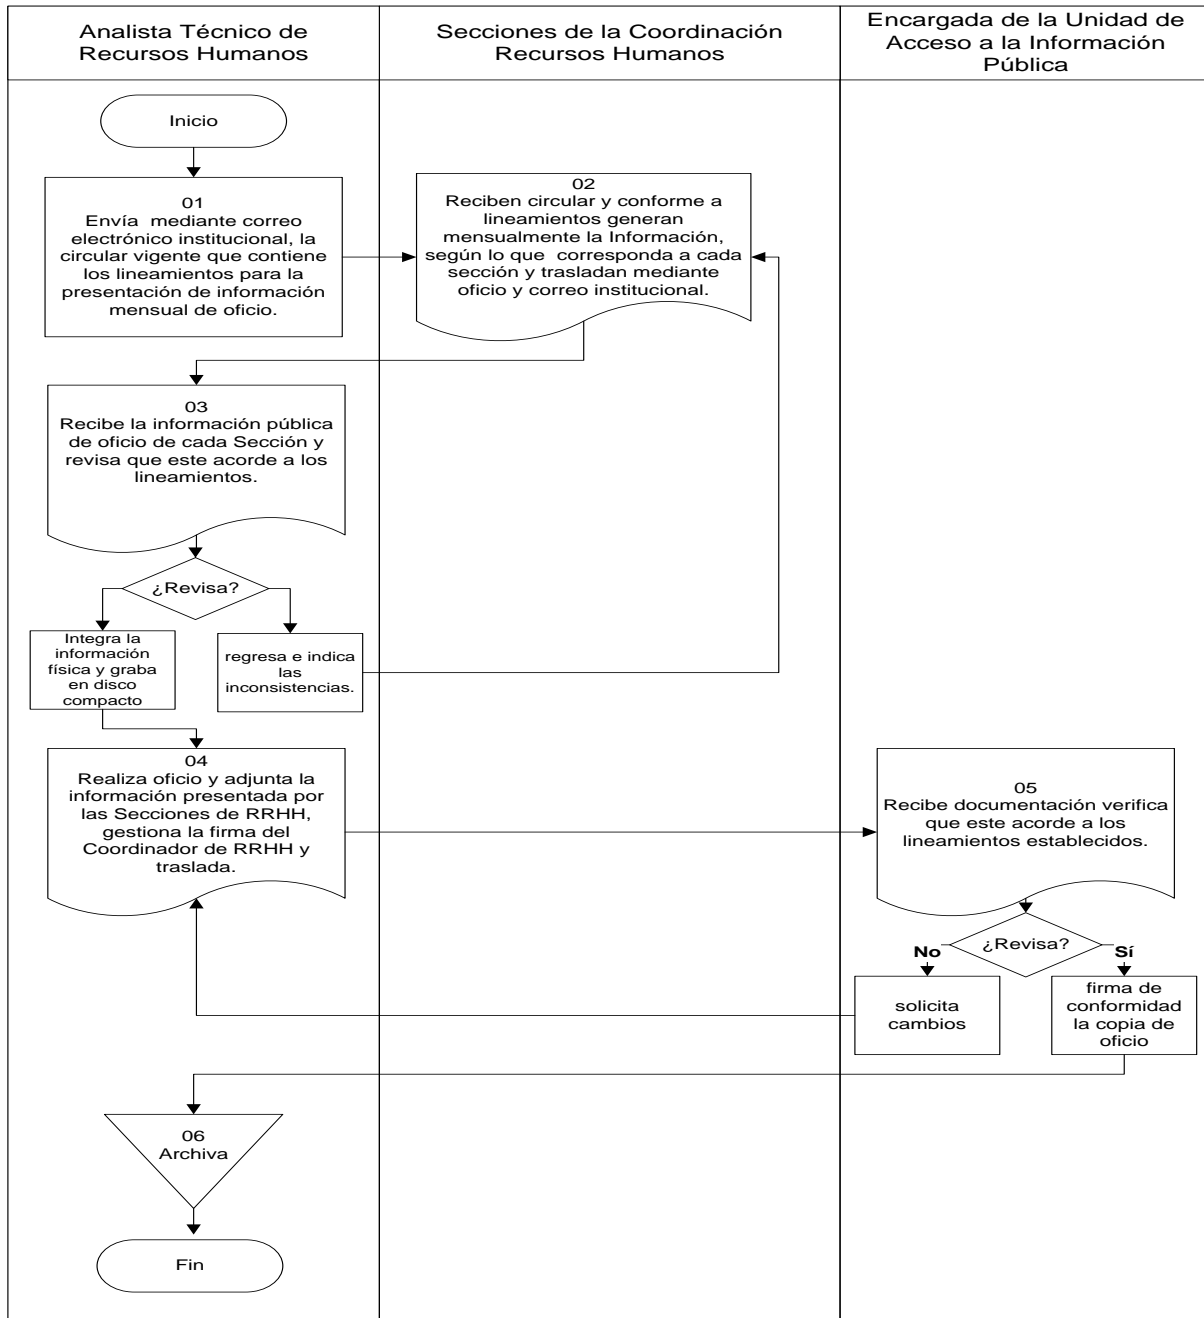 Analista Técnico de
Recursos Humanos
Secciones de la Coordinación
Recursos Humanos
Encargada de la Unidad de
Acceso a la Información
Pública
Inicio
01
Envía mediante correo
electrónico institucional, la
circular vigente que contiene
los lineamientos para la
presentación de información
mensual de oficio.
02
Reciben circular y conforme a
lineamientos generan
mensualmente la Información,
según lo que corresponda a cada
sección y trasladan mediante
oficio y correo institucional.
03
Recibe la información pública
de oficio de cada Sección y
revisa que este acorde a los
lineamientos.
¿Revisa?
Integra la
información
física y graba
en disco
compacto
regresa e indica
las
inconsistencias.
04
Realiza oficio y adjunta la
información presentada por
las Secciones de RRHH,
gestiona la firma del
Coordinador de RRHH y
traslada.
05
Recibe documentación verifica
que este acorde a los
lineamientos establecidos.
¿Revisa?
No
Sí
solicita
cambios
firma de
conformidad
la copia de
oficio
06
Archiva
Fin